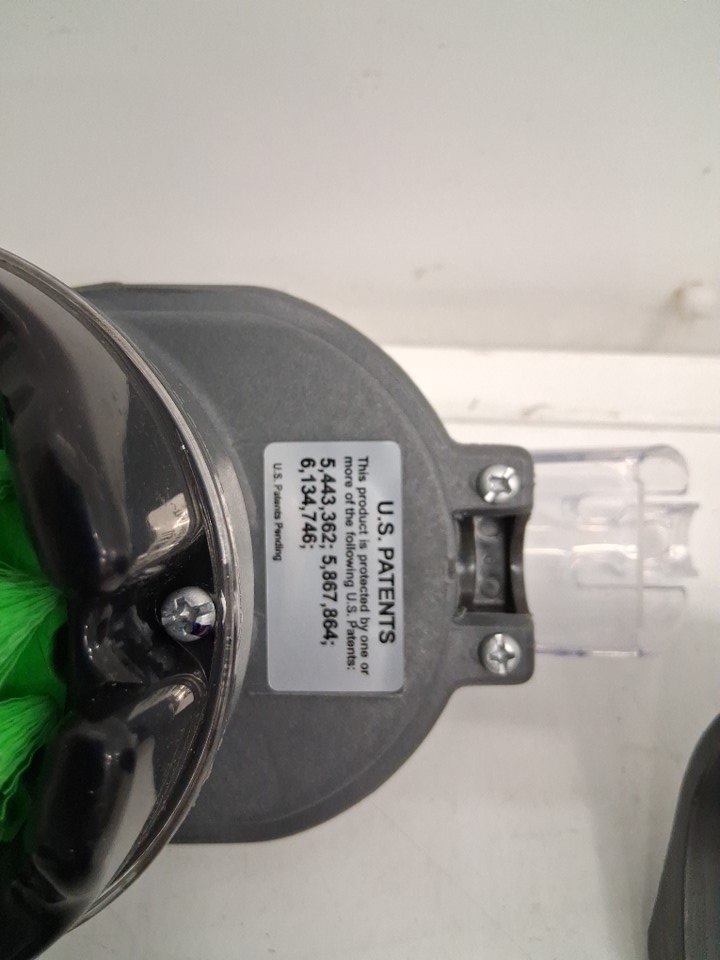 U.S. PATENTS
This product is protected by one or
more of the following U.S. Patents:
5,443,362; 5,867,864;
6,134,746;
U.S. Patents Pending